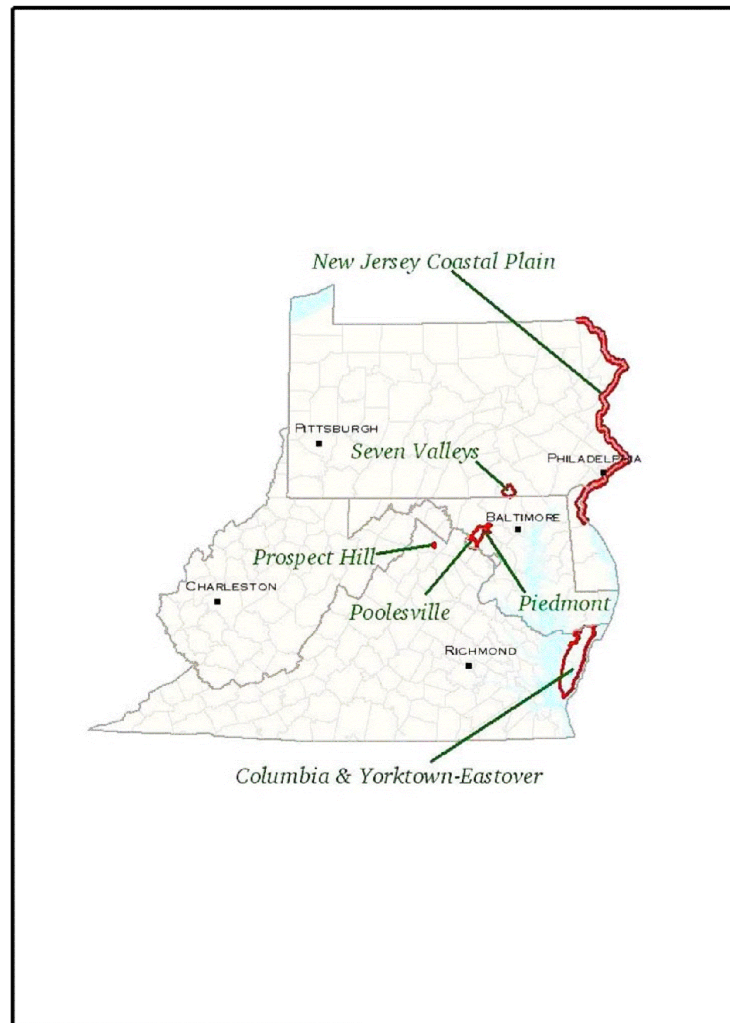 New Jersey Coastal Plain
PITTSBURGH
Seven Valleys
PHILADELPHIA
BALTIMORE
Prospect Hill
CHARLESTON
Poolesville
Piedmont
RICHMOND
Columbia & Yorktown-Eastover